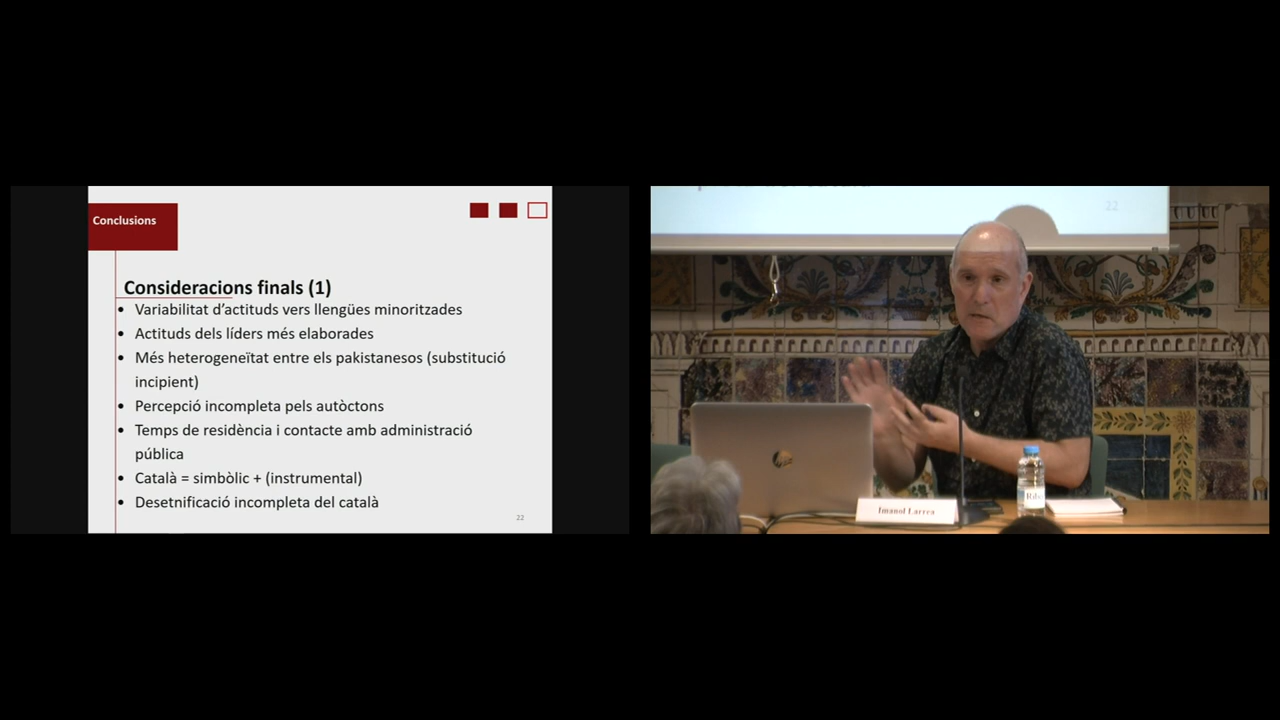 Conclusions
Consideracions finals (1)
• Variabilitat d'actituds vers llengües minoritzades
• Actituds dels líders més elaborades
• Més heterogeneïtat entre els pakistanesos (substitució
incipient)
• Percepció incompleta pels autòctons
• Temps de residència i contacte amb administració
pública
• Català = simbòlic + (instrumental)
• Desetnificació incompleta del català
22
22
Imanol Larrea